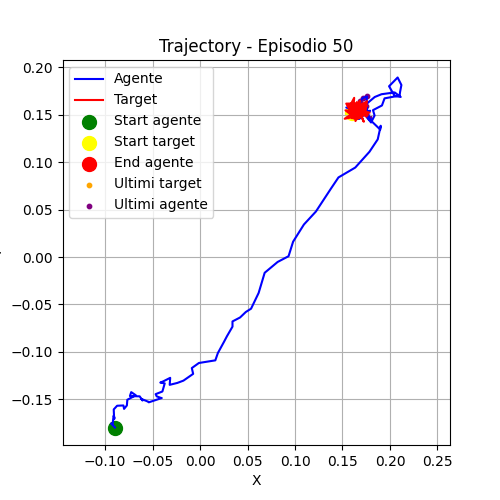 Trajectory - Episodio 50
Agente
Target
Start agente
Start target
End agente
Ultimi target
Ultimi agente
0.20
0.15
0.10
0.05
0.00
−0.05
−0.10
−0.15
−0.10 −0.05 0.00 0.05 0.10 0.15 0.20 0.25
X